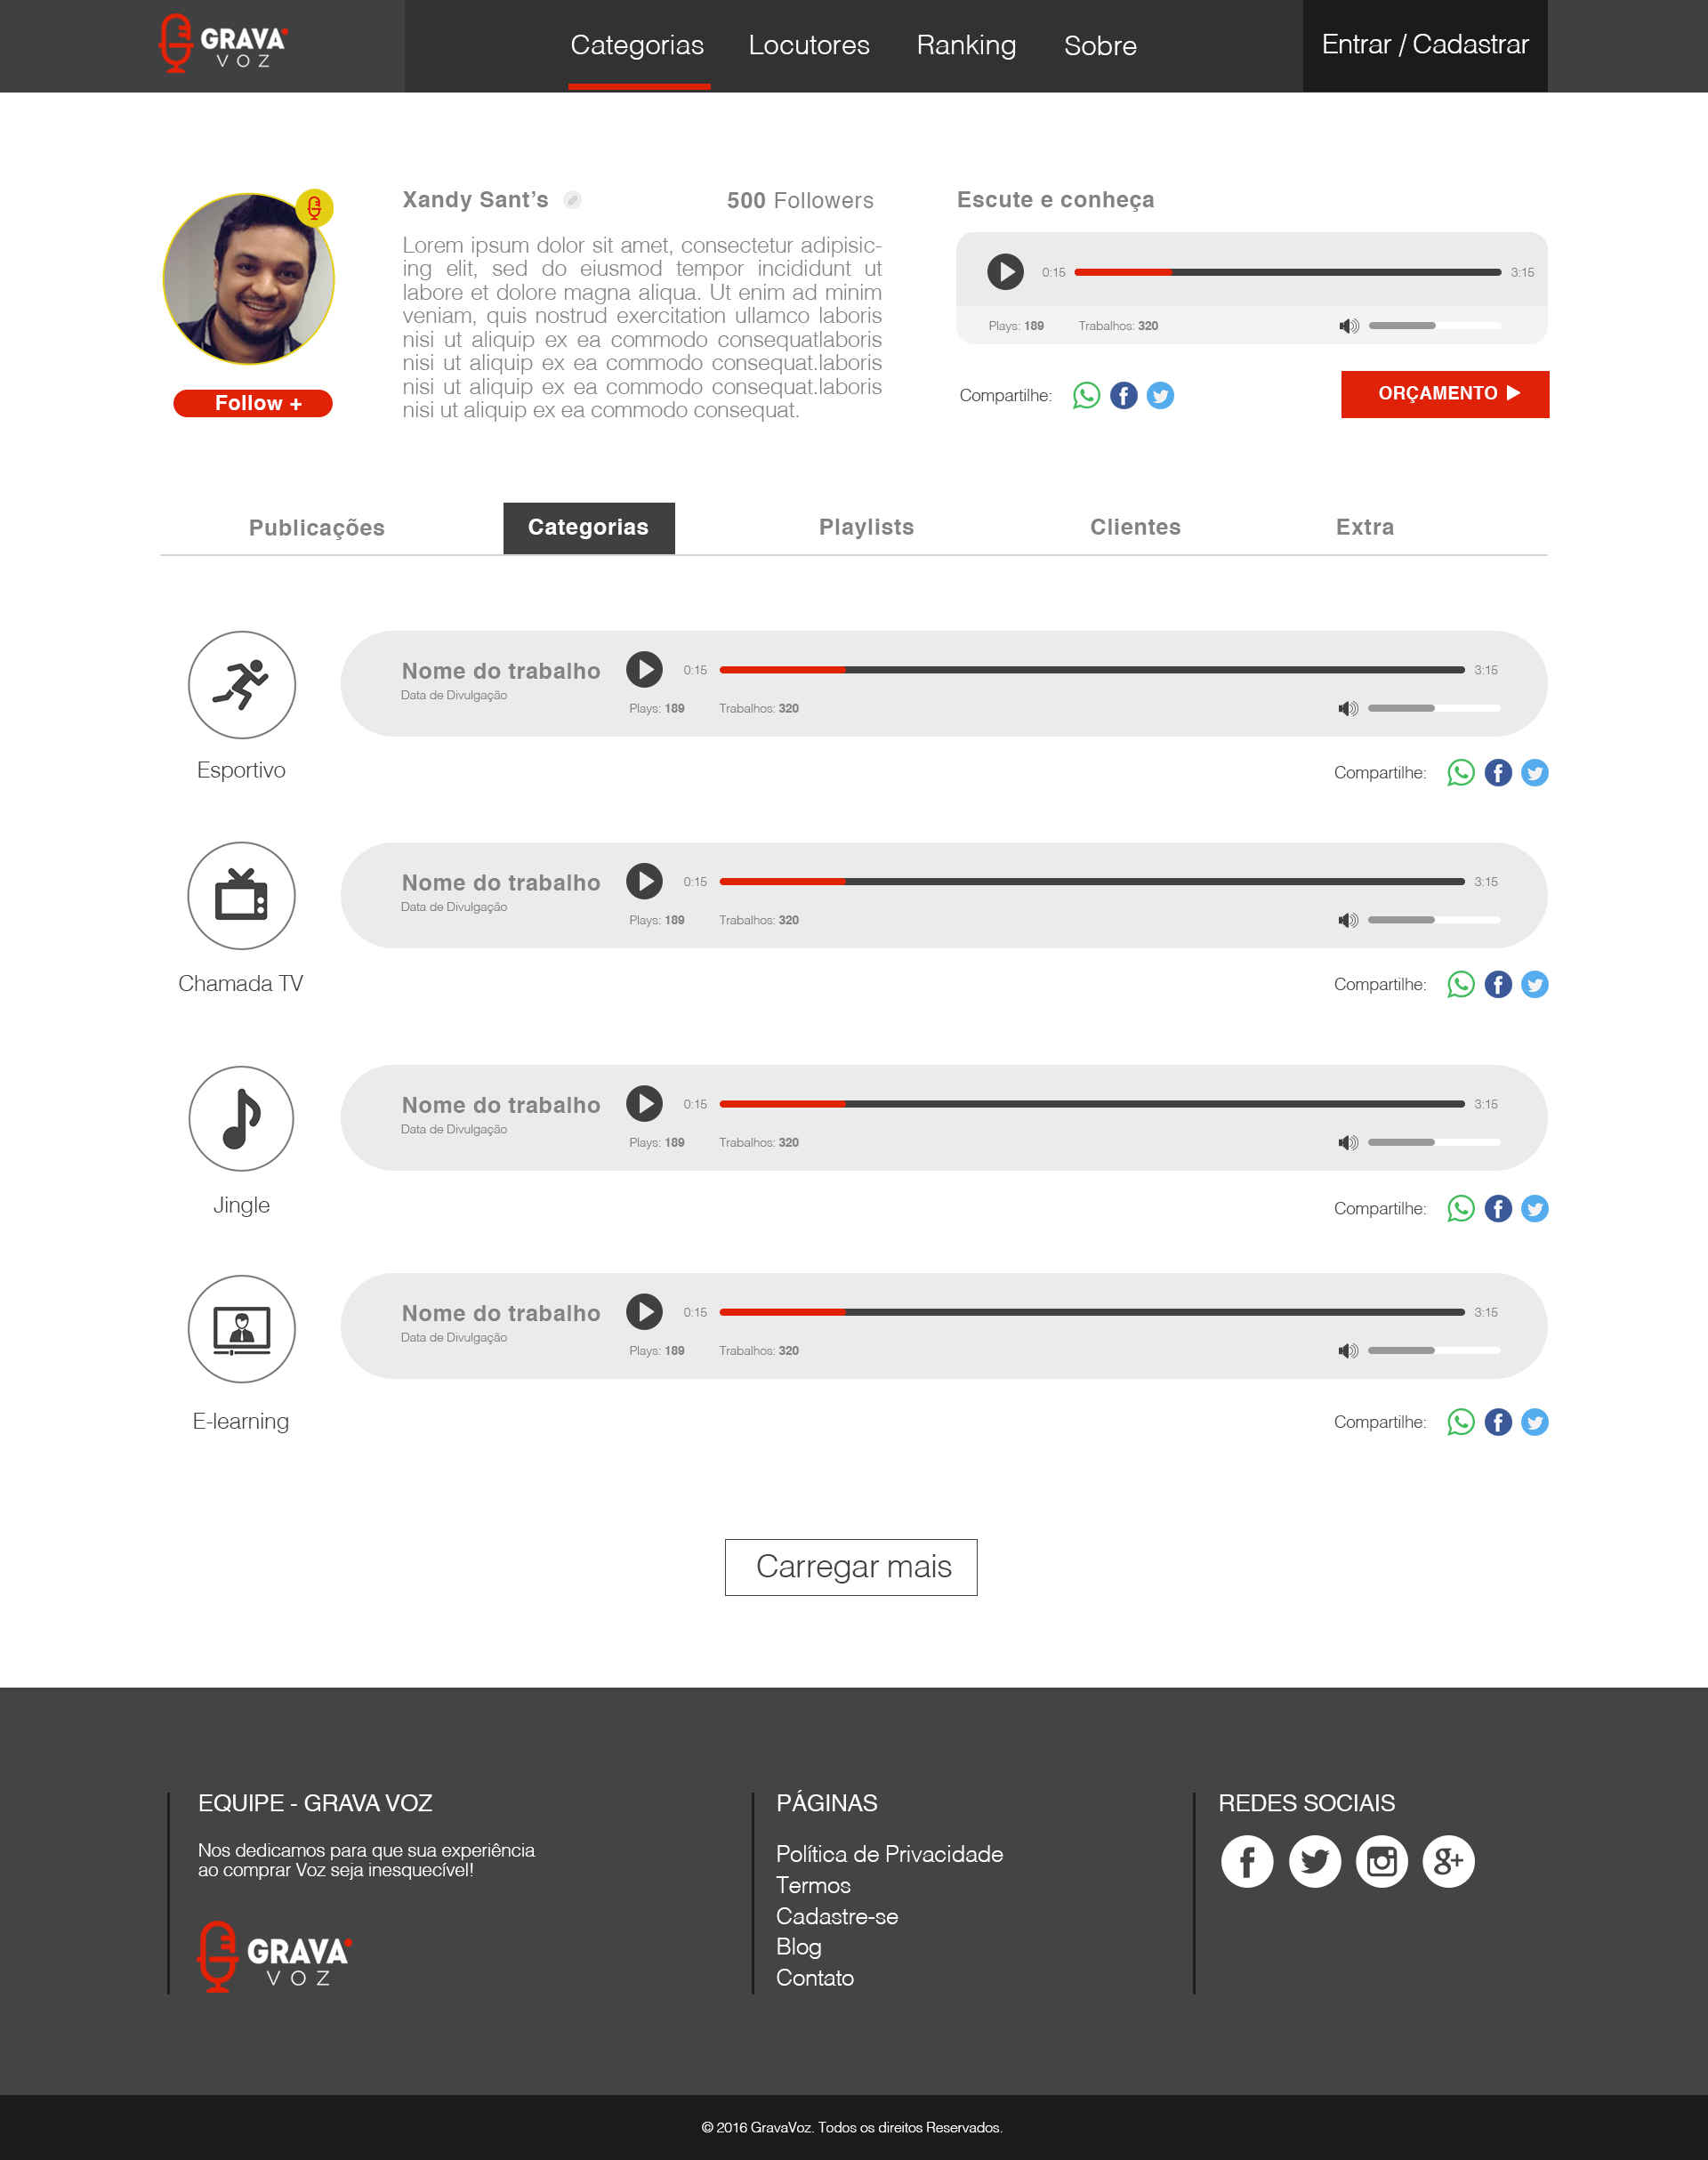 GRAVA
VOZ
Categorias
Locutores
Ranking
Sobre
Entrar / Cadastrar
Xandy Sant’s
500 Followers
Lorem ipsum dolor sit amet, consectetur adipisic-
ing elit, sed do eiusmod tempor incididunt ut
labore et dolore magna aliqua. Ut enim ad minim
veniam, quis nostrud exercitation ullamco laboris
nisi ut aliquip ex ea commodo consequatlaboris
nisi ut aliquip ex ea commodo consequat.laboris
nisi ut aliquip ex ea commodo consequat.laboris
nisi ut aliquip ex ea commodo consequat.
Follow +
Escute e conheça
0:15
3:15
Plays: 189
Trabalhos: 320
Compartilhe:
ORÇAMENTO
Publicações
Categorias
Playlists
Clientes
Extra
Nome do trabalho
Data de Divulgação
0:15
3:15
Plays: 189
Trabalhos: 320
Esportivo
Compartilhe:
Nome do trabalho
Data de Divulgação
0:15
3:15
Plays: 189
Trabalhos: 320
Chamada TV
Compartilhe:
Nome do trabalho
Data de Divulgação
0:15
3:15
Plays: 189
Trabalhos: 320
Jingle
Compartilhe:
Nome do trabalho
Data de Divulgação
0:15
3:15
Plays: 189
Trabalhos: 320
E-learning
Compartilhe:
Carregar mais
EQUIPE - GRAVA VOZ
Nos dedicamos para que sua experiência
ao comprar Voz seja inesquecível!
GRAVA
VOZ
PÁGINAS
Política de Privacidade
Termos
Cadastre-se
Blog
Contato
REDES SOCIAIS
© 2016 GravaVoz. Todos os direitos Reservados.